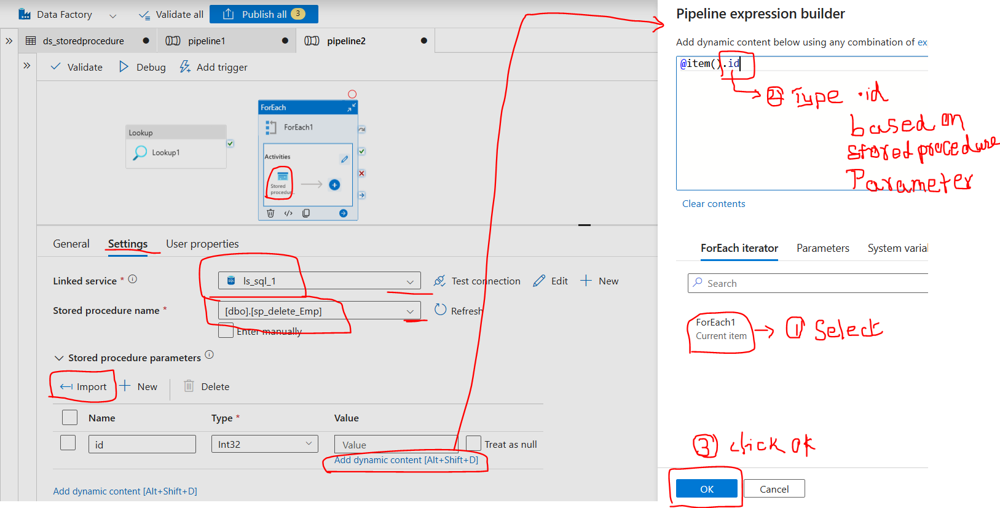 Data Factory
Validate all
Publish all 3
ds_storedprocedure
pipeline1
pipeline2
Validate
Debug
Add trigger
Lookup
Lookup1
ForEach
ForEach1
Activities
Stored
procedur...
General
Settings
User properties
Linked service *
ls_sql_1
Test connection
Edit
New
Stored procedure name *
[dbo].[sp_delete_Emp]
Refresh
Enter manually
Stored procedure parameters
Import
New
Delete
Name
Type *
Value
id
Int32
Value
Treat as null
Add dynamic content [Alt+Shift+D]
Add dynamic content [Alt+Shift+D]
Pipeline expression builder
Add dynamic content below using any combination of ex
@item().id
2 Type .id
based on
stored procedure
Parameter
Clear contents
ForEach iterator
Parameters
System varial
Search
ForEach1
Current item
1 Select
3 click ok
OK
Cancel